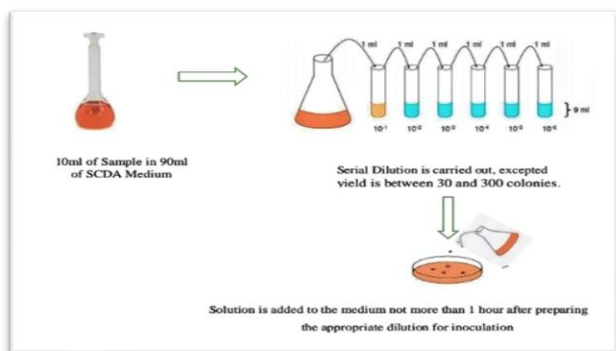 1 ml 1 ml 1 ml 1 ml 1 ml 1 ml
9 ml
10-1 10-2 10-3 10-4 10-5 10-6
10ml of Sample in 90ml
of SCDA Medium
Serial Dilution is carried out, excepted
yield is between 30 and 300 colonies.
Solution is added to the medium not more than 1 hour after preparing
the appropriate dilution for inoculation